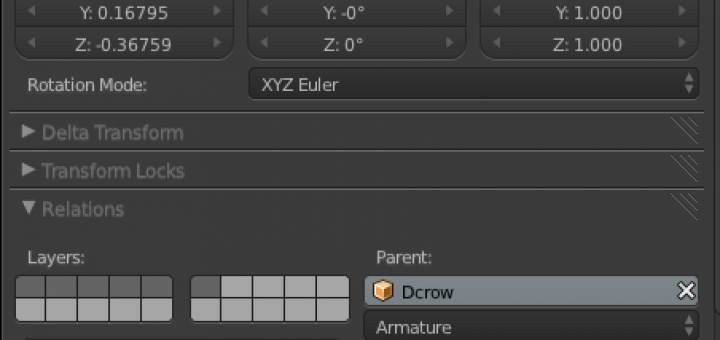 Y: 0.16795 Y: -0° Y: 1.000
Z: -0.36759 Z: 0° Z: 1.000
Rotation Mode: XYZ Euler
Delta Transform
Transform Locks
Relations
Layers: Parent:
Dcrow
Armature